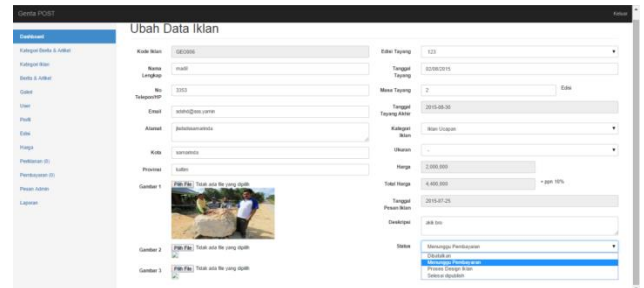 Genta POST
Keluar
Dashboard
Kategori Berita & Artikel
Kategori Iklan
Berita & Artikel
Galeri
User
Profil
Edisi
Harga
Pembayaran (0)
Pesan Admin
Laporan
Ubah Data Iklan
Kode Iklan
Nama Lengkap
madil
No Telepon/HP
3353
Email
Alamat
Kota
samarinda
Provinsi
kaltim
Gambar 1
Pilih File Tidak ada file yang dipilih
Gambar 2
Pilih File Tidak ada file yang dipilih
Gambar 3
Pilih File Tidak ada file yang dipilih
Edisi Tayang
123
Tanggal Tayang
02/08/2015
Masa Tayang
2
Edisi
Tanggal Tayang Akhir
2015-08-30
Kategori Iklan
Iklan Ucapan
Ukuran
-
Harga
2,000,000
Total Harga
4,400,000
+ ppn 10%
Tanggal Pesan Iklan
2015-07-25
Deskripsi
Status
Menunggu Pembayaran
Menunggu Pembayaran
Proses Design Iklan
Selesai dipublish